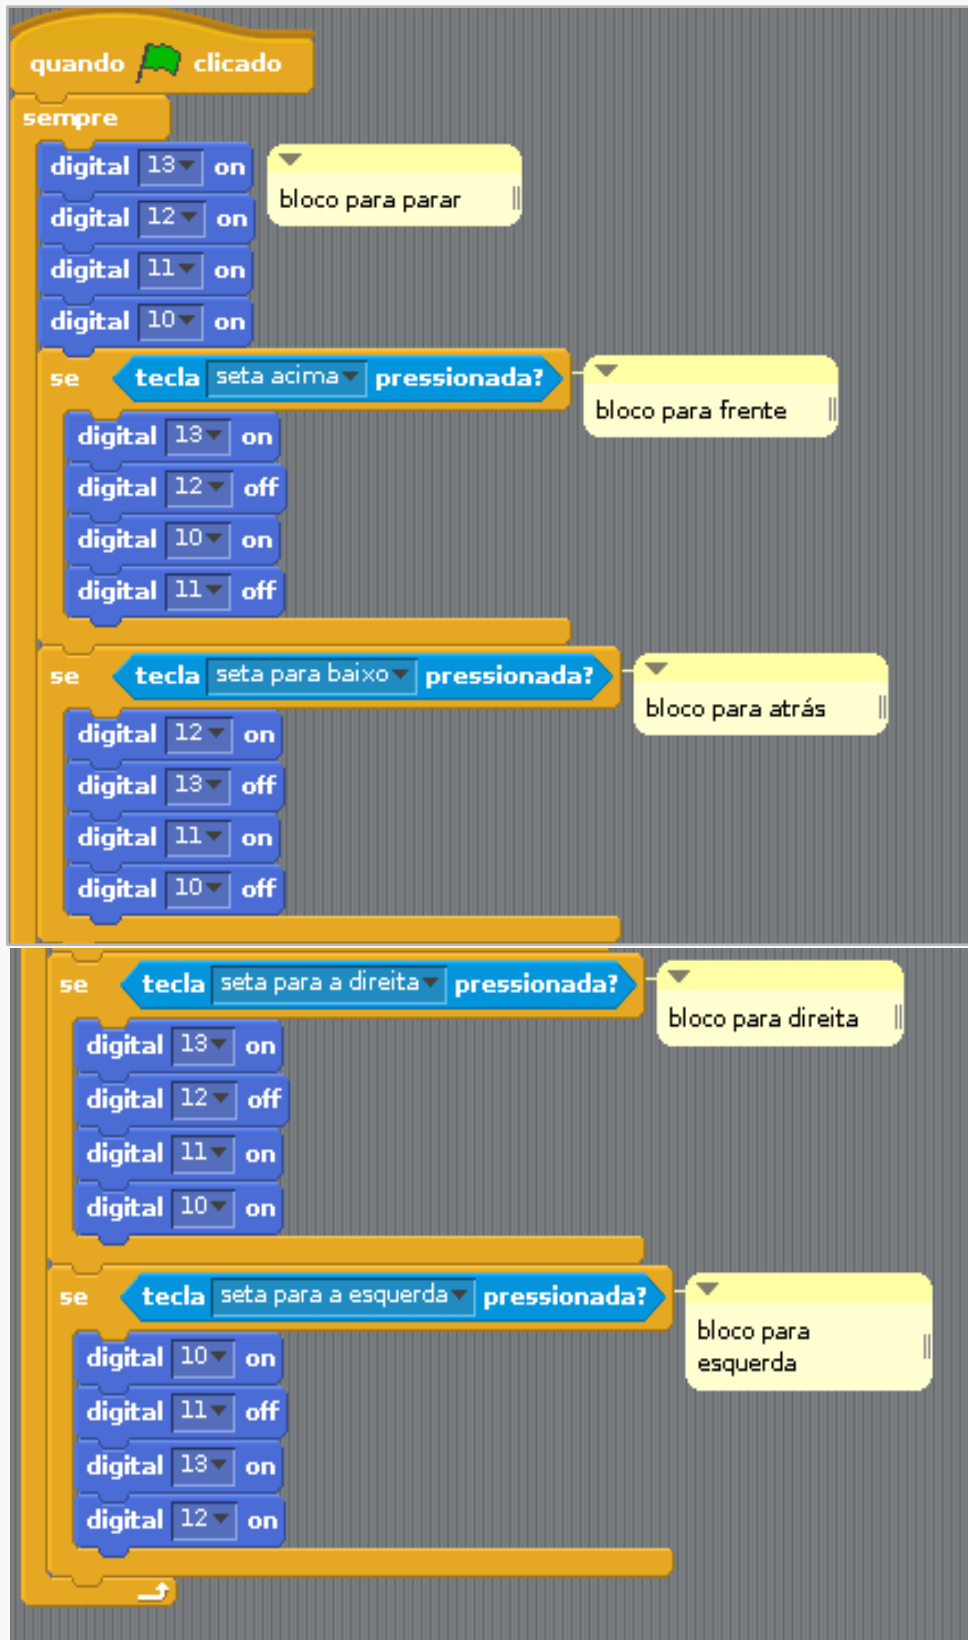 quando clicado
sempre
digital 13 on
bloco para parar
digital 12 on
digital 11 on
digital 10 on
se tecla seta acima pressionada?
bloco para frente
digital 13 on
digital 12 off
digital 10 on
digital 11 off
se tecla seta para baixo pressionada?
bloco para atrás
digital 12 on
digital 13 off
digital 11 on
digital 10 off
se tecla seta para a direita pressionada?
bloco para direita
digital 13 on
digital 12 off
digital 11 on
digital 10 on
se tecla seta para a esquerda pressionada?
bloco para
esquerda
digital 10 on
digital 11 off
digital 13 on
digital 12 on